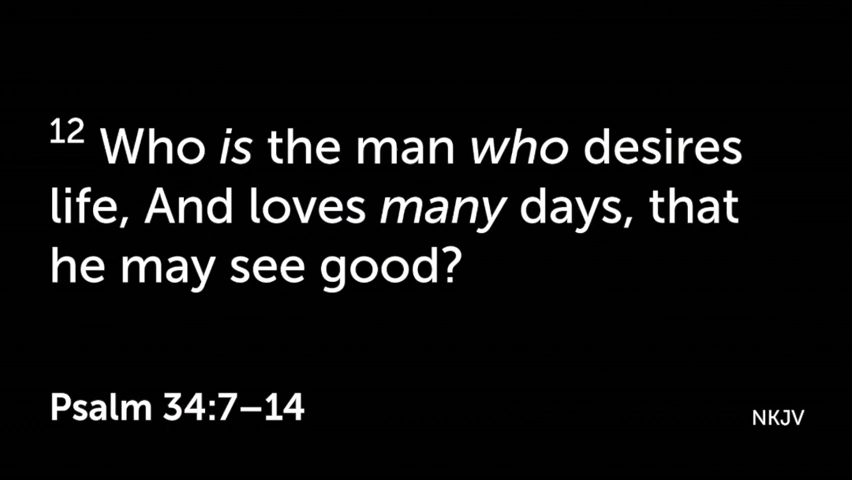 12 Who is the man who desires
life, And loves many days, that
he may see good?
Psalm 34:7–14
NKJV